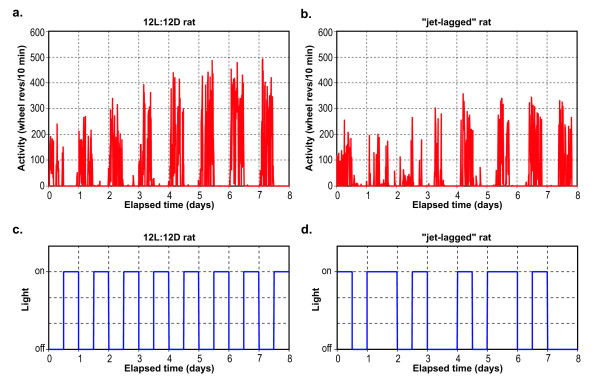 a.
12L:12D rat
Activity (wheel revs/10 min)
600
500
400
300
200
100
0
0 1 2 3 4 5 6 7 8
Elapsed time (days)
b.
"jet-lagged" rat
Activity (wheel revs/10 min)
600
500
400
300
200
100
0
0 1 2 3 4 5 6 7 8
Elapsed time (days)
c.
12L:12D rat
Light
on
off
0 1 2 3 4 5 6 7 8
Elapsed time (days)
d.
"jet-lagged" rat
Light
on
off
0 1 2 3 4 5 6 7 8
Elapsed time (days)